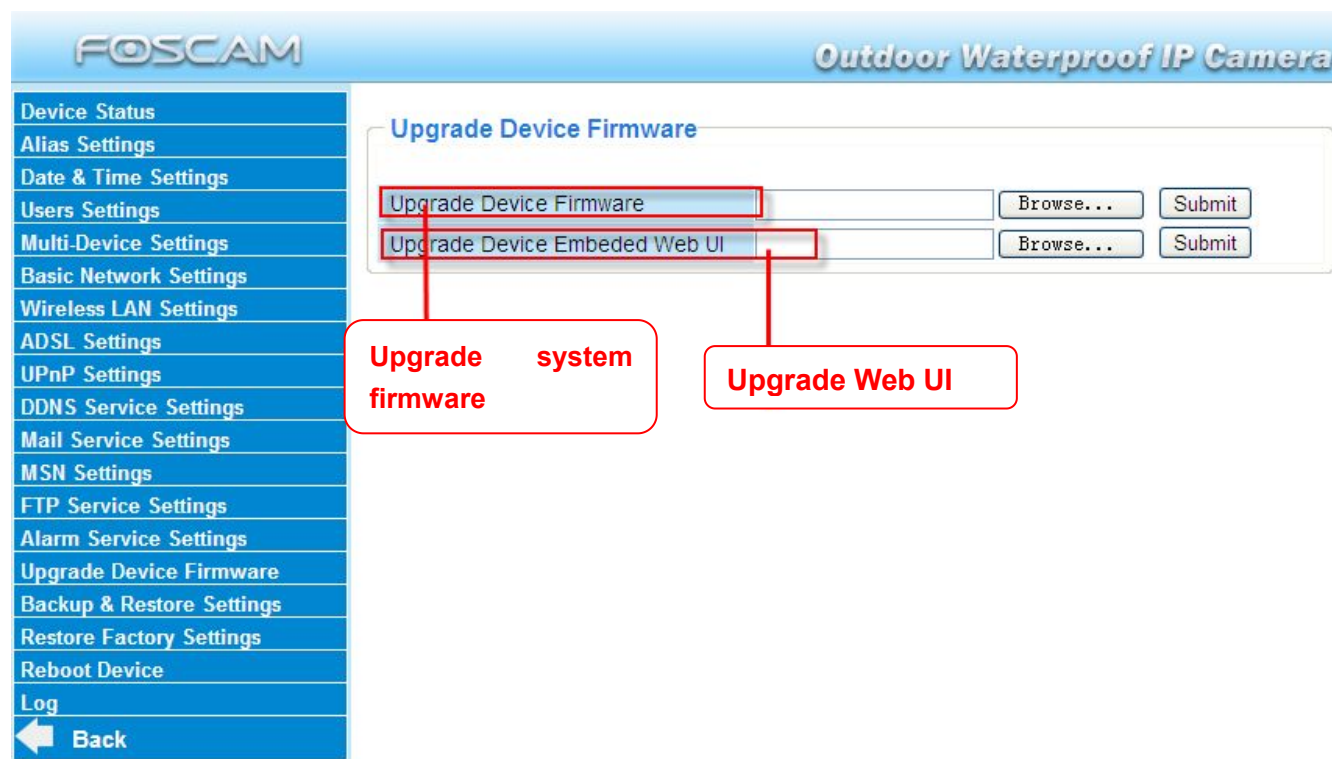 FOSCAM
Outdoor Waterproof IP Camera
Device Status
Alias Settings
Date & Time Settings
Users Settings
Multi-Device Settings
Basic Network Settings
Wireless LAN Settings
ADSL Settings
UPnP Settings
DDNS Service Settings
Mail Service Settings
MSN Settings
FTP Service Settings
Alarm Service Settings
Upgrade Device Firmware
Backup & Restore Settings
Restore Factory Settings
Reboot Device
Log
Back
Upgrade Device Firmware
Upgrade Device Firmware Browse... Submit
Upgrade Device Embeded Web UI Browse... Submit
Upgrade system
firmware
Upgrade Web UI